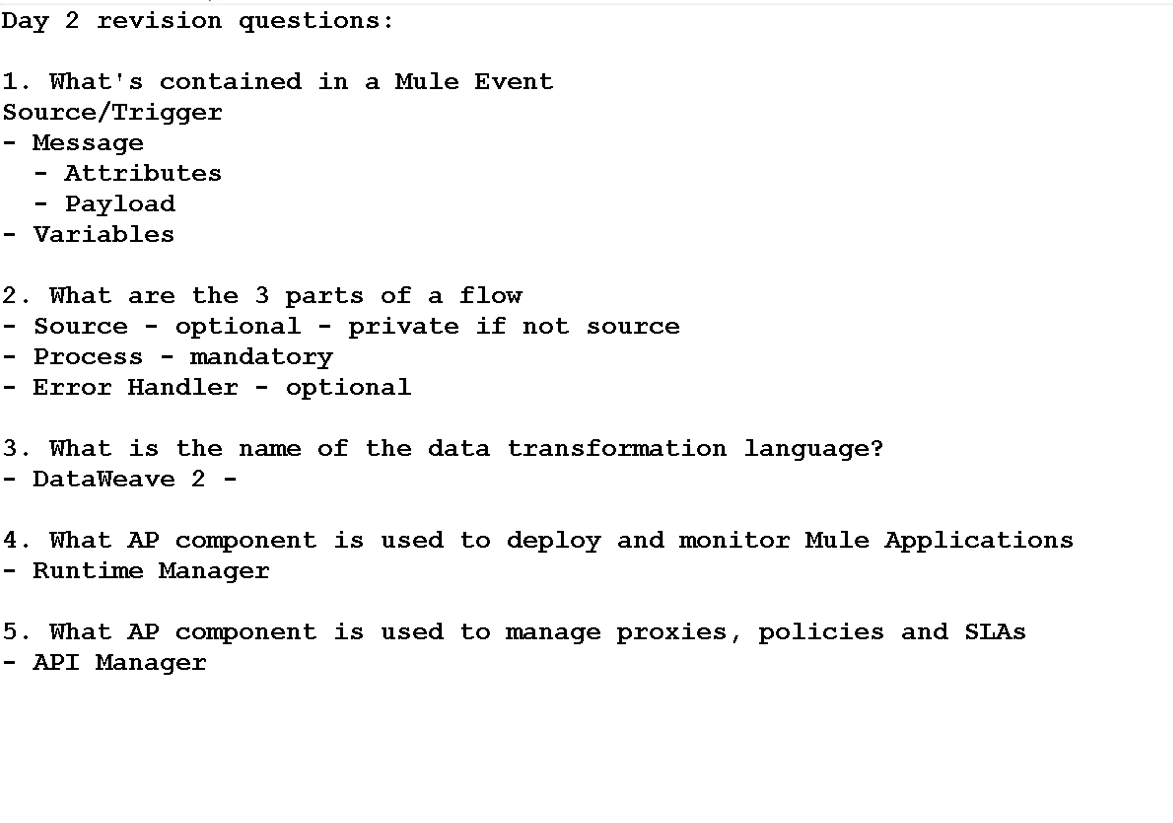 Day 2 revision questions:
1. What's contained in a Mule Event
Source/Trigger
- Message
- Attributes
- Payload
- Variables
2. What are the 3 parts of a flow
- Source - optional - private if not source
- Process - mandatory
- Error Handler - optional
3. What is the name of the data transformation language?
- DataWeave 2 -
4. What AP component is used to deploy and monitor Mule Applications
- Runtime Manager
5. What AP component is used to manage proxies, policies and SLAs
- API Manager